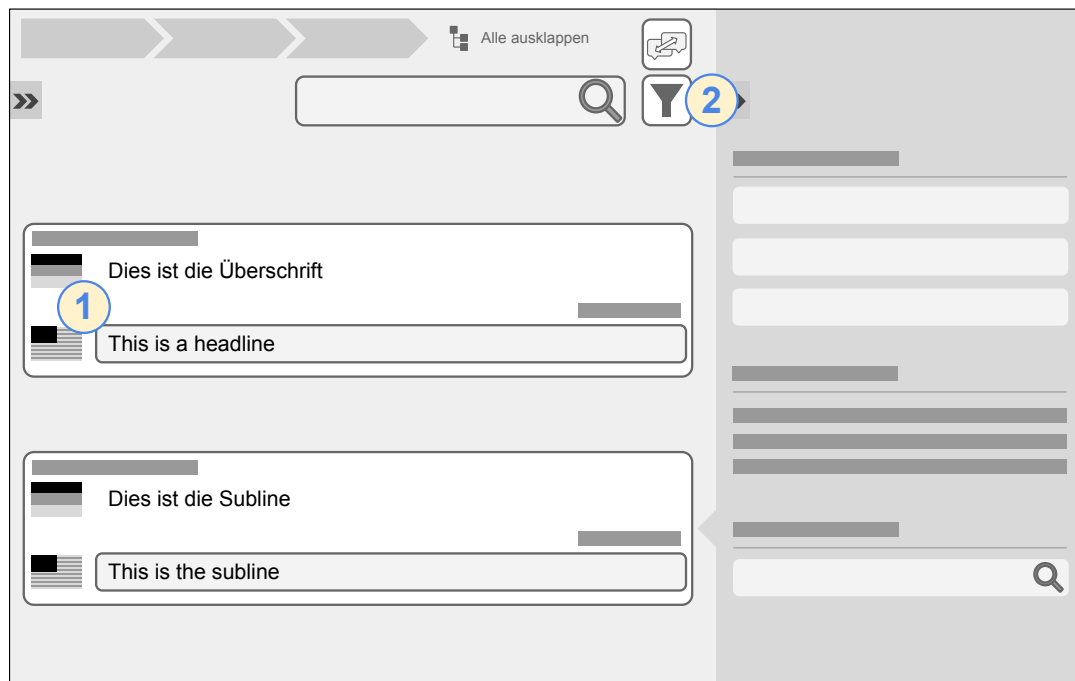 Alle ausklappen
2
Dies ist die Überschrift
1
This is a headline
Dies ist die Subline
This is the subline